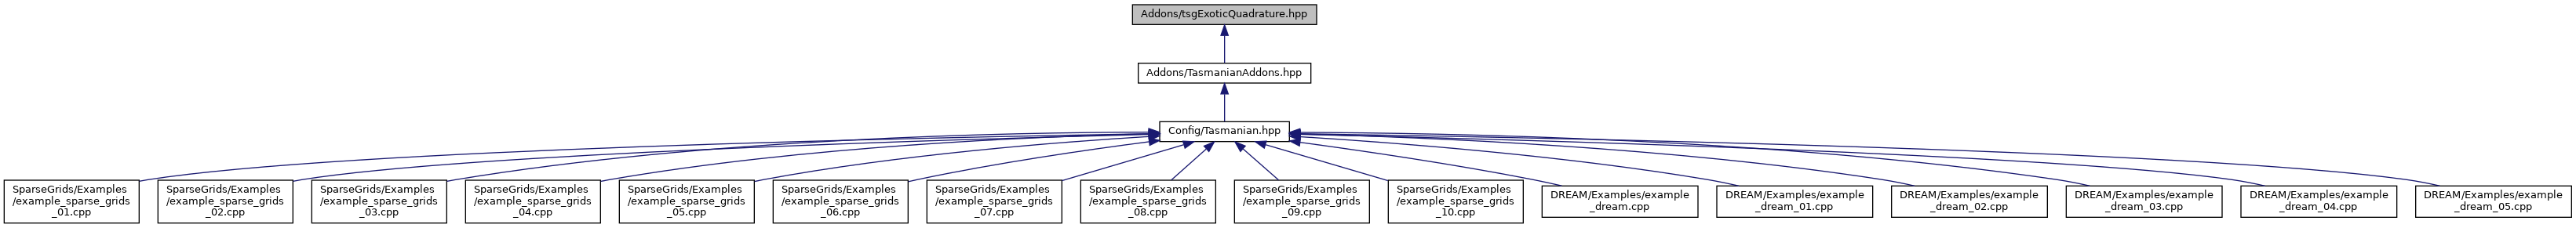 Addons/tsgExoticQuadrature.hpp
Addons/TasmanianAddons.hpp
Config/Tasmanian.hpp
SparseGrids/Examples
/example_sparse_grids
_01.cpp
SparseGrids/Examples
/example_sparse_grids
_02.cpp
SparseGrids/Examples
/example_sparse_grids
_03.cpp
SparseGrids/Examples
/example_sparse_grids
_04.cpp
SparseGrids/Examples
/example_sparse_grids
_05.cpp
SparseGrids/Examples
/example_sparse_grids
_06.cpp
SparseGrids/Examples
/example_sparse_grids
_07.cpp
SparseGrids/Examples
/example_sparse_grids
_08.cpp
SparseGrids/Examples
/example_sparse_grids
_09.cpp
SparseGrids/Examples
/example_sparse_grids
_10.cpp
DREAM/Examples/example
_dream.cpp
DREAM/Examples/example
_dream_01.cpp
DREAM/Examples/example
_dream_02.cpp
DREAM/Examples/example
_dream_03.cpp
DREAM/Examples/example
_dream_04.cpp
DREAM/Examples/example
_dream_05.cpp